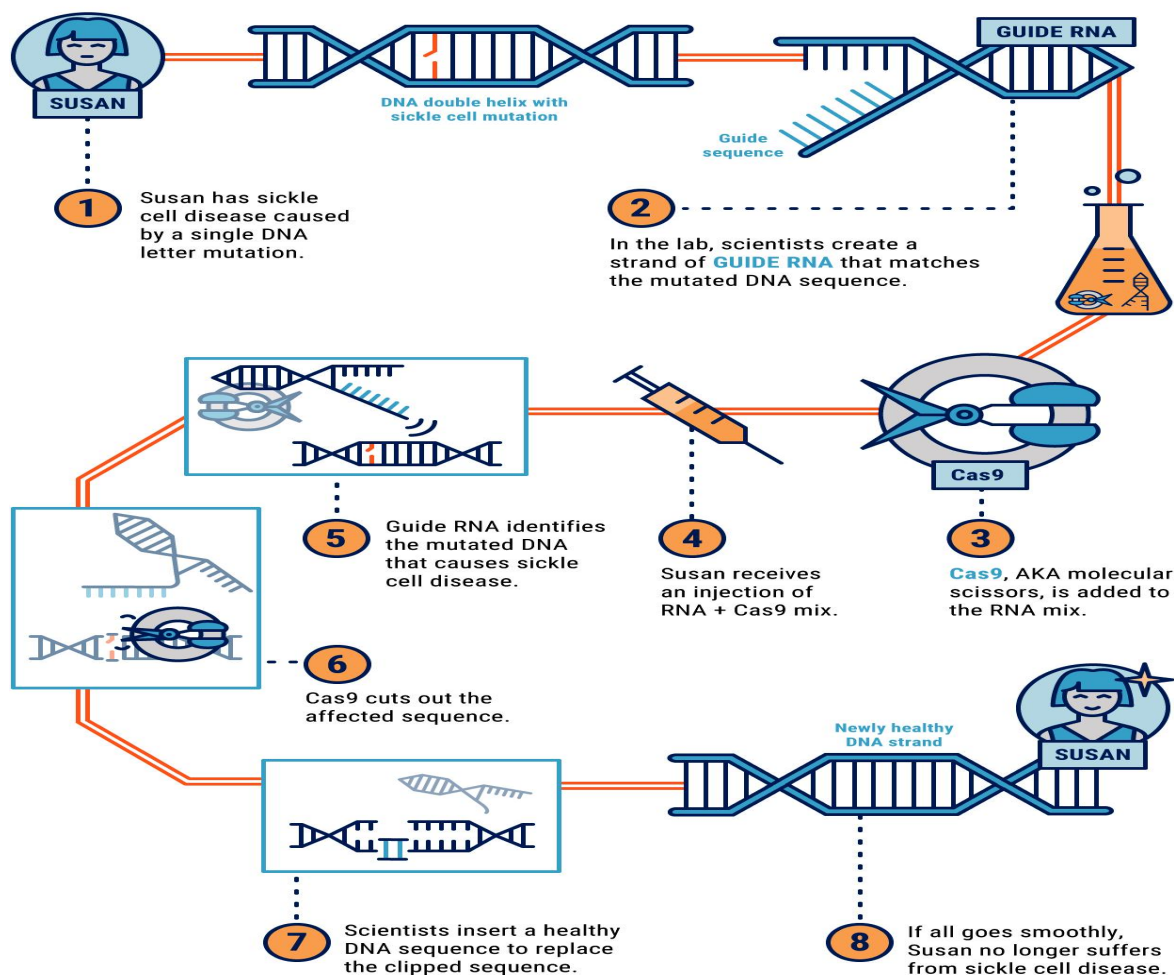 SUSAN
DNA double helix with
sickle cell mutation
GUIDE RNA
Guide
sequence
1
Susan has sickle
cell disease caused
by a single DNA
letter mutation.
2
In the lab, scientists create a
strand of GUIDE RNA that matches
the mutated DNA sequence.
Cas9
3
Cas9, AKA molecular
scissors, is added to
the RNA mix.
4
Susan receives
an injection of
RNA + Cas9 mix.
5
Guide RNA identifies
the mutated DNA
that causes sickle
cell disease.
6
Cas9 cuts out the
affected sequence.
7
Scientists insert a healthy
DNA sequence to replace
the clipped sequence.
Newly healthy
DNA strand
SUSAN
8
If all goes smoothly,
Susan no longer suffers
from sickle cell disease.